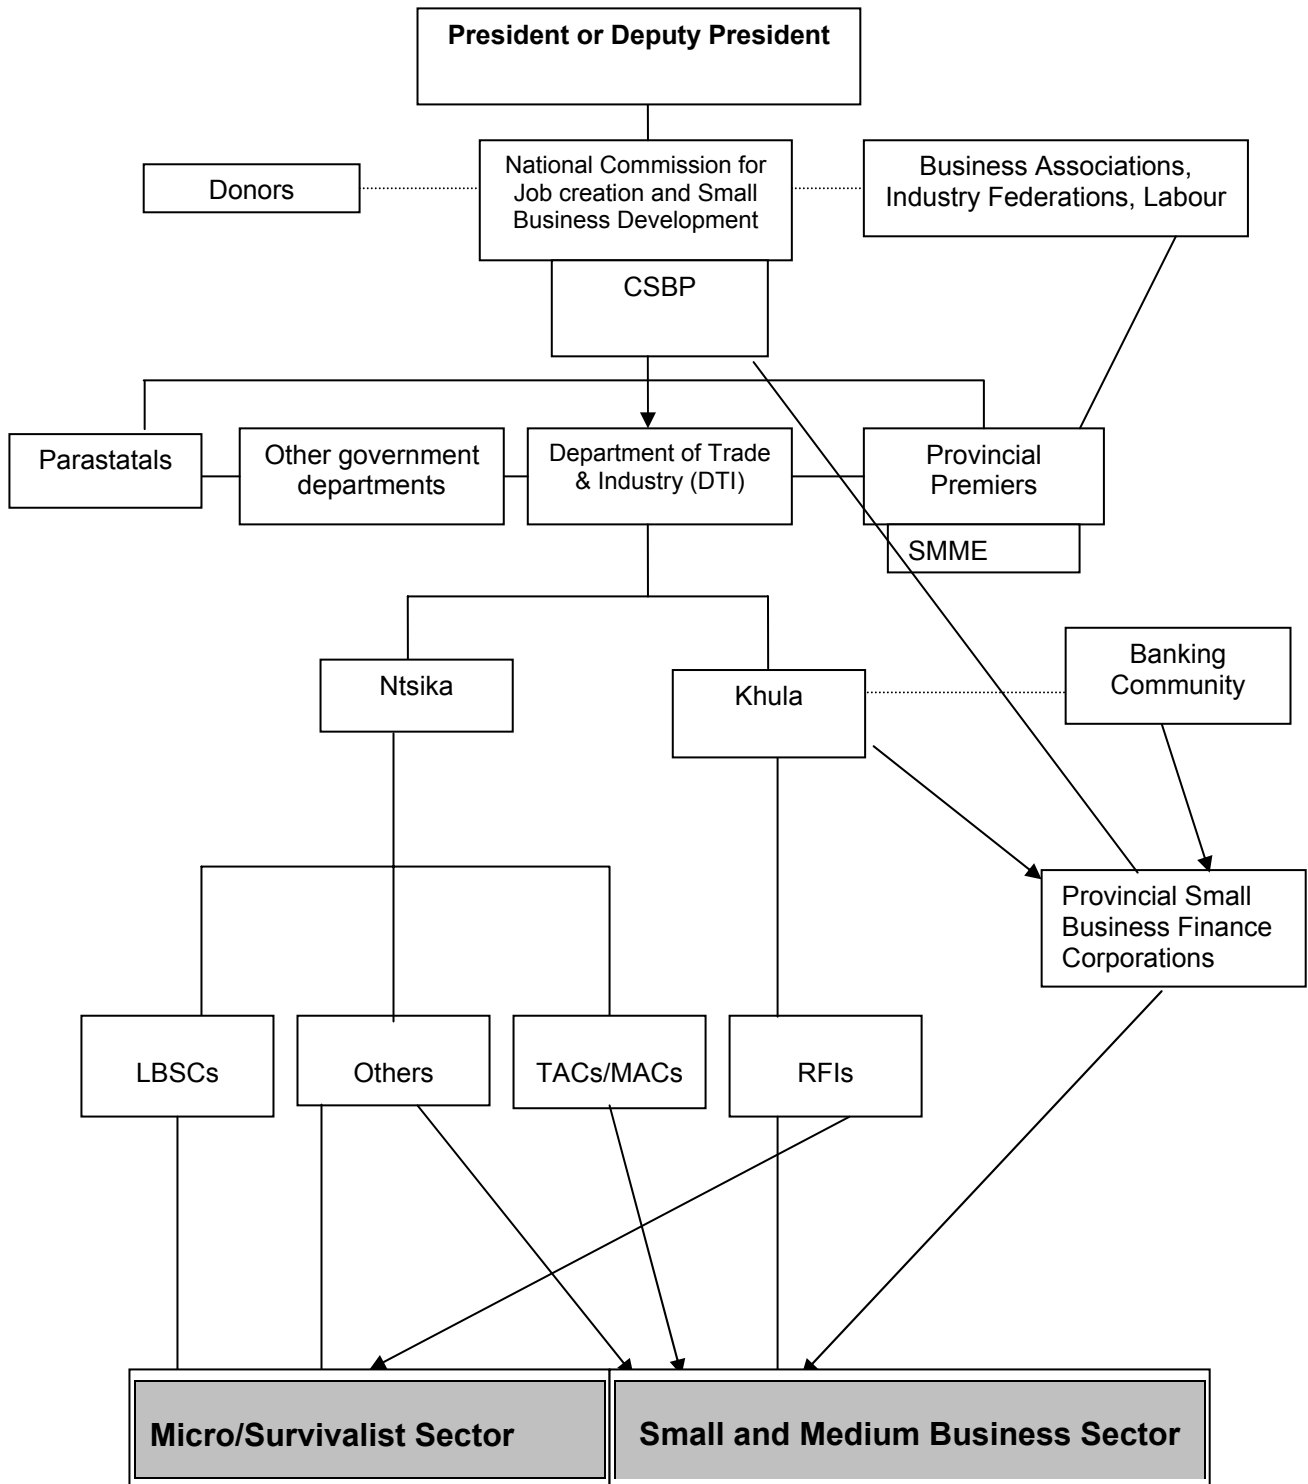 President or Deputy President
Donors
National Commission for
Job creation and Small
Business Development
Business Associations,
Industry Federations, Labour
CSBP
Parastatals
Other government
departments
Department of Trade
& Industry (DTI)
Provincial
Premiers
SMME
Ntsika
Khula
Banking
Community
Provincial Small
Business Finance
Corporations
LBSCs
Others
TACs/MACs
RFIs
Micro/Survivalist Sector
Small and Medium Business Sector